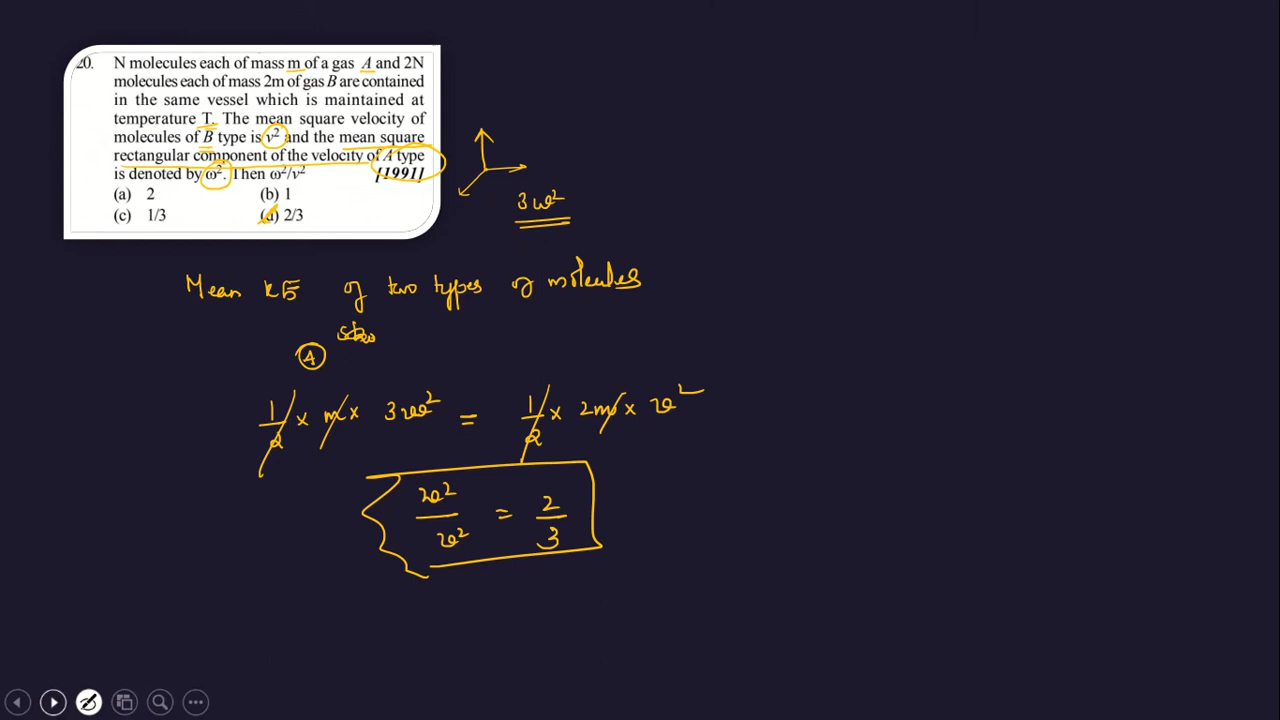 20. N molecules each of mass m of a gas A and 2N
molecules each of mass 2m of gas B are contained
in the same vessel which is maintained at
temperature T. The mean square velocity of
molecules of B type is v² and the mean square
rectangular component of the velocity of A type
is denoted by ω². Then ω²/v² [1991]
(a) 2 (b) 1
(c) 1/3 (d) 2/3
3ω²
Mean KE of two types of molecules
A
1/2 × m × 3ω² = 1/2 × 2m × v²
ω²/v² = 2/3